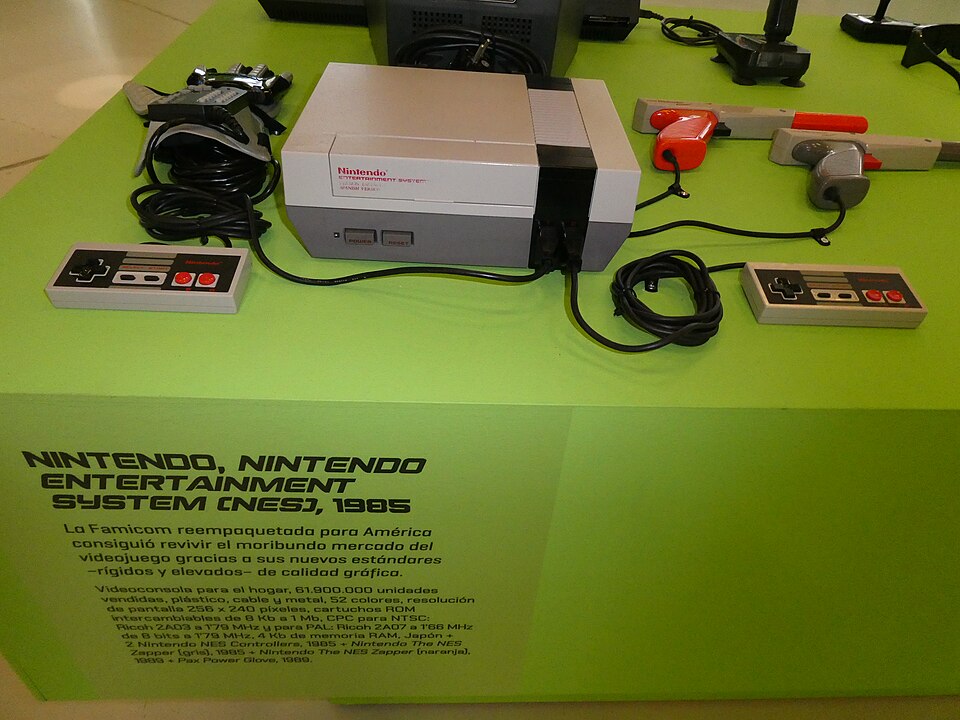 Nintendo
ENTERTAINMENT SYSTEM
SPANISH VERSION
POWER RESET
Nintendo
NINTENDO, NINTENDO
ENTERTAINMENT
SYSTEM (NES), 1985
La Famicom reempaquetada para América
consiguió revivir el moribundo mercado del
videojuego gracias a sus nuevos estándares
–rígidos y elevados– de calidad gráfica.
Videoconsola para el hogar, 61.900.000 unidades
vendidas, plástico, cable y metal, 52 colores, resolución
de pantalla 256 x 240 píxeles, cartuchos ROM
intercambiables de 8 Kb a 1 Mb, CPC para NTSC:
Ricoh 2A03 a 1'79 MHz y para PAL: Ricoh 2A07 a 1'66 MHz
de 8 bits a 1'79 MHz, 4 Kb de memoria RAM, Japón +
2 Nintendo NES Controllers, 1985 + Nintendo The NES
Zapper (gris), 1985 + Nintendo The NES Zapper (naranja),
1989 + Pax Power Glove, 1989.